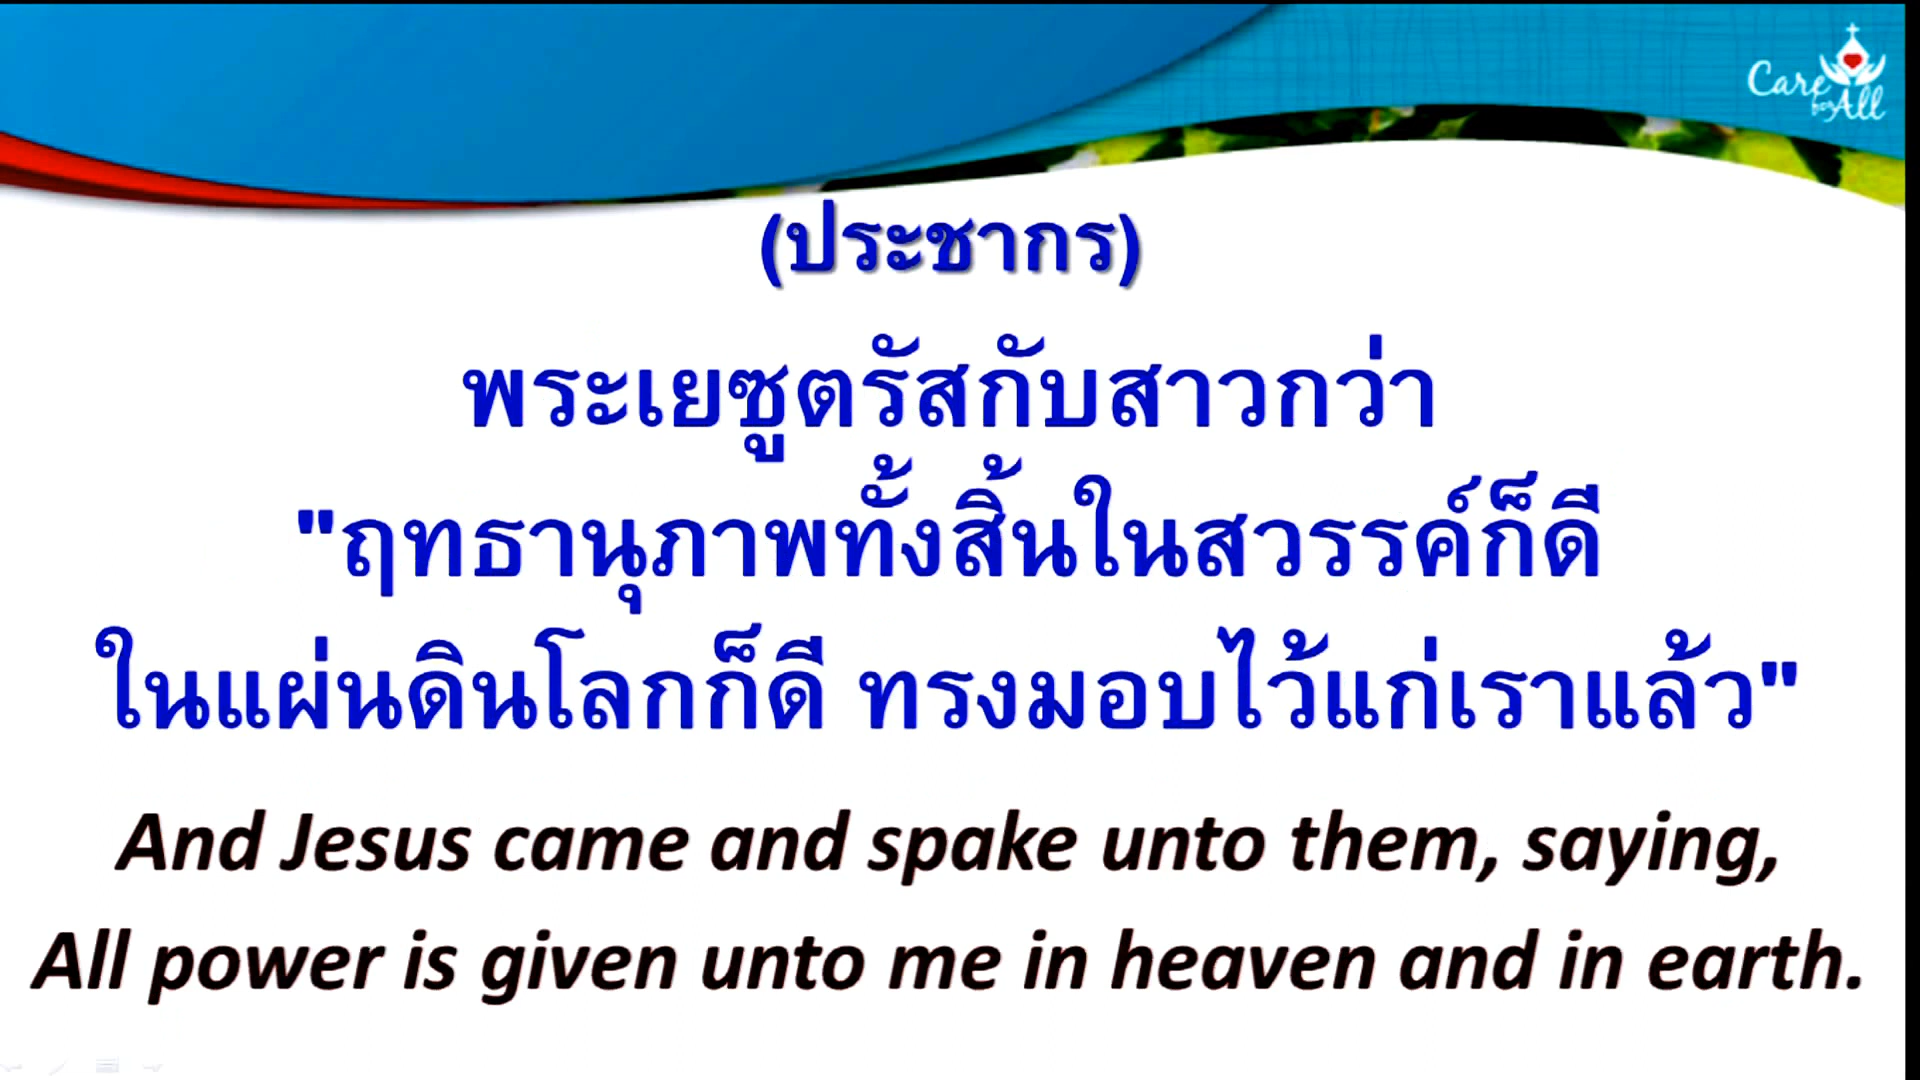 Care
for All
(ประชากร)
พระเยซูตรัสกับสาวกว่า
"ฤทธานุภาพทั้งสิ้นในสวรรค์ก็ดี
ในแผ่นดินโลกก็ดี ทรงมอบไว้แก่เราแล้ว"
And Jesus came and spake unto them, saying,
All power is given unto me in heaven and in earth.